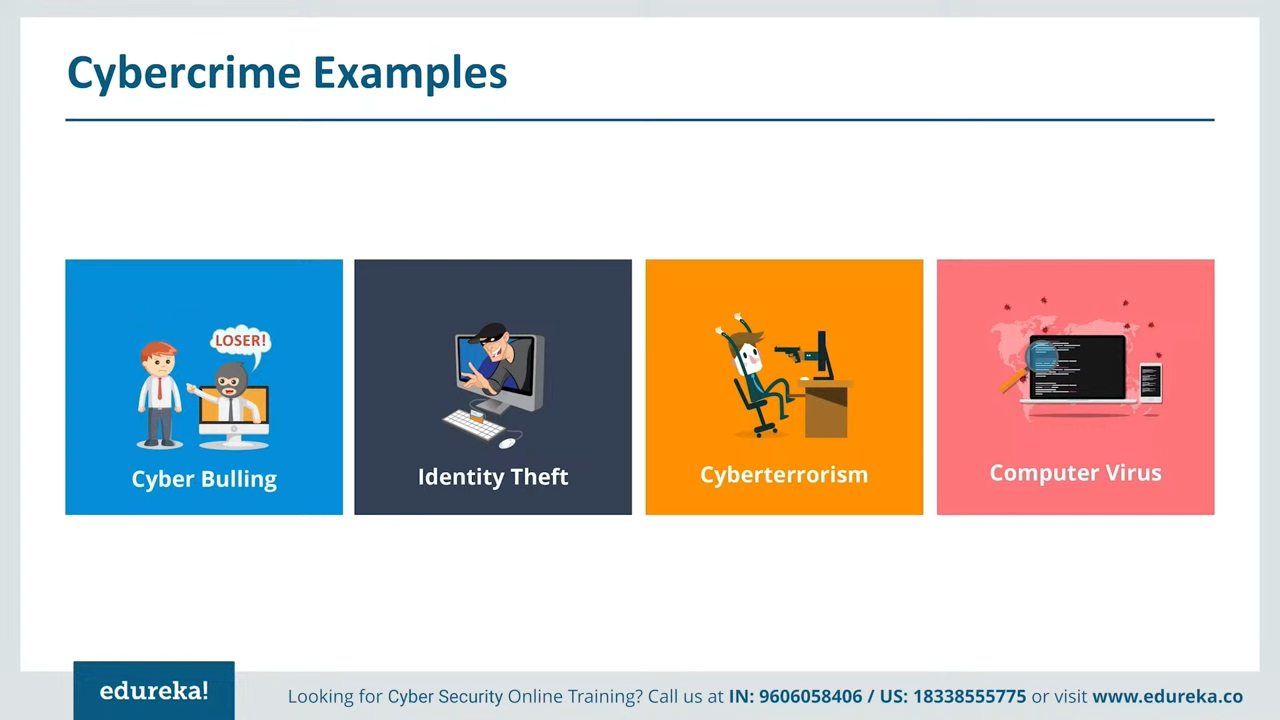 Cybercrime Examples
LOSER!
Cyber Bulling
Identity Theft
Cyberterrorism
Computer Virus
edureka!
Looking for Cyber Security Online Training? Call us at IN: 9606058406 / US: 18338555775 or visit www.edureka.co